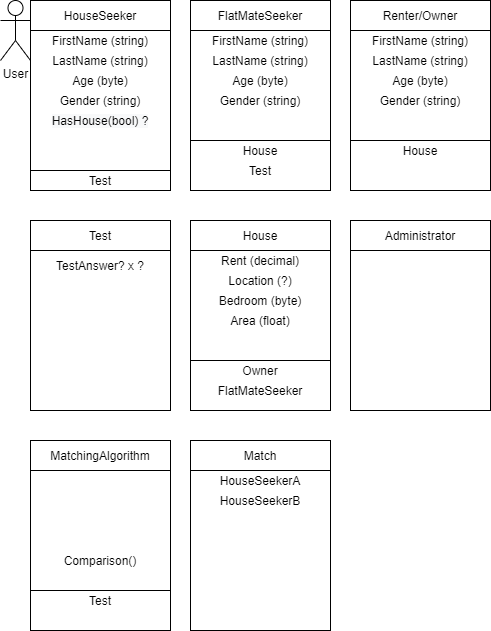 User
HouseSeeker
FirstName (string)
LastName (string)
Age (byte)
Gender (string)
HasHouse(bool) ?
Test
FlatMateSeeker
FirstName (string)
LastName (string)
Age (byte)
Gender (string)
House
Test
Renter/Owner
FirstName (string)
LastName (string)
Age (byte)
Gender (string)
House
Test
TestAnswer? x ?
House
Rent (decimal)
Location (?)
Bedroom (byte)
Area (float)
Owner
FlatMateSeeker
Administrator
MatchingAlgorithm
Comparison()
Test
Match
HouseSeekerA
HouseSeekerB